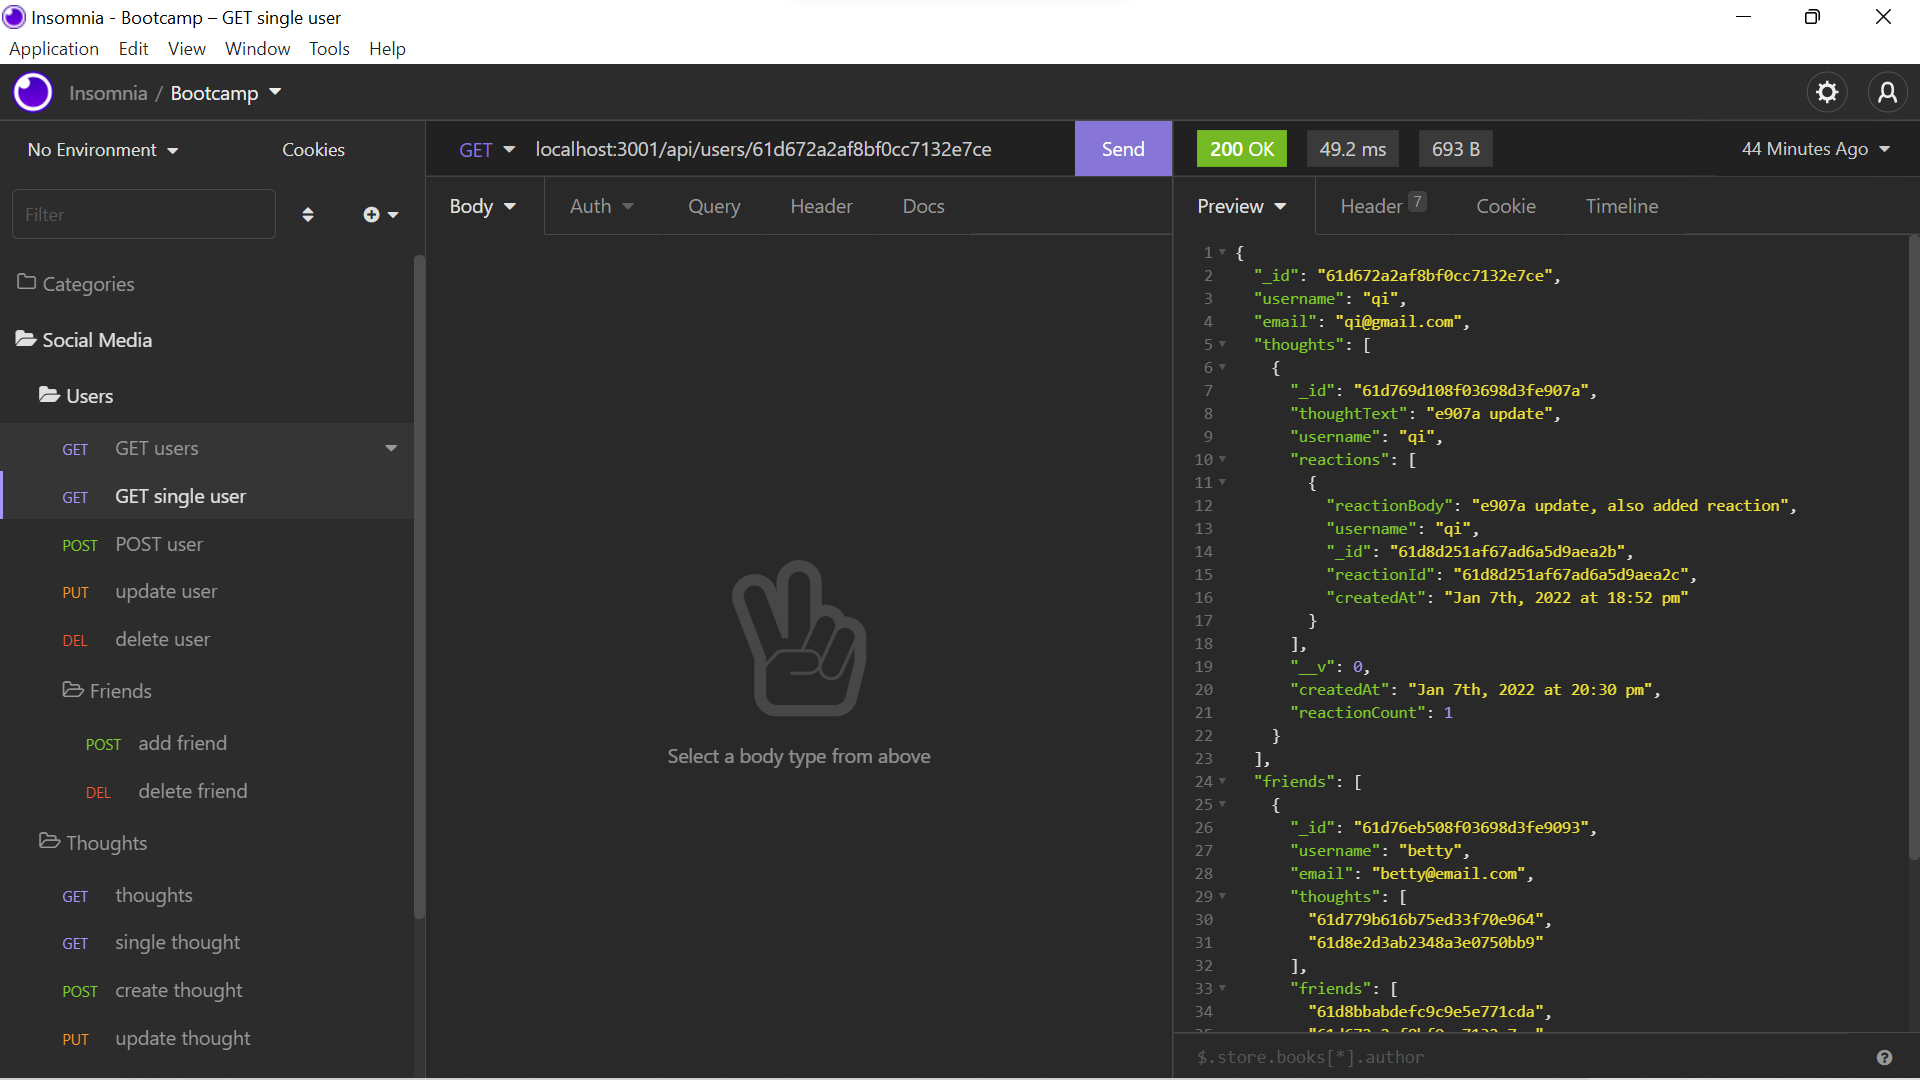 Insomnia - Bootcamp – GET single user
Application Edit View Window Tools Help
Insomnia / Bootcamp
No Environment Cookies
Filter
Categories
Social Media
Users
GET GET users
GET GET single user
POST POST user
PUT update user
DEL delete user
Friends
POST add friend
DEL delete friend
Thoughts
GET thoughts
GET single thought
POST create thought
PUT update thought
GET localhost:3001/api/users/61d672a2af8bf0cc7132e7ce Send
Body Auth Query Header Docs
Select a body type from above
200 OK 49.2 ms 693 B 44 Minutes Ago
Preview Header 7 Cookie Timeline
1 {
2 "_id": "61d672a2af8bf0cc7132e7ce",
3 "username": "qi",
4 "email": "qi@gmail.com",
5 "thoughts": [
6 {
7 "_id": "61d769d108f03698d3fe907a",
8 "thoughtText": "e907a update",
9 "username": "qi",
10 "reactions": [
11 {
12 "reactionBody": "e907a update, also added reaction",
13 "username": "qi",
14 "_id": "61d8d251af67ad6a5d9aea2b",
15 "reactionId": "61d8d251af67ad6a5d9aea2c",
16 "createdAt": "Jan 7th, 2022 at 18:52 pm"
17 }
18 ],
19 "__v": 0,
20 "createdAt": "Jan 7th, 2022 at 20:30 pm",
21 "reactionCount": 1
22 }
23 ],
24 "friends": [
25 {
26 "_id": "61d76eb508f03698d3fe9093",
27 "username": "betty",
28 "email": "betty@email.com",
29 "thoughts": [
30 "61d779b616b75ed33f70e964",
31 "61d8e2d3ab2348a3e0750bb9"
32 ],
33 "friends": [
34 "61d8bbabdefc9c9e5e771cda",
$.store.books[*].author